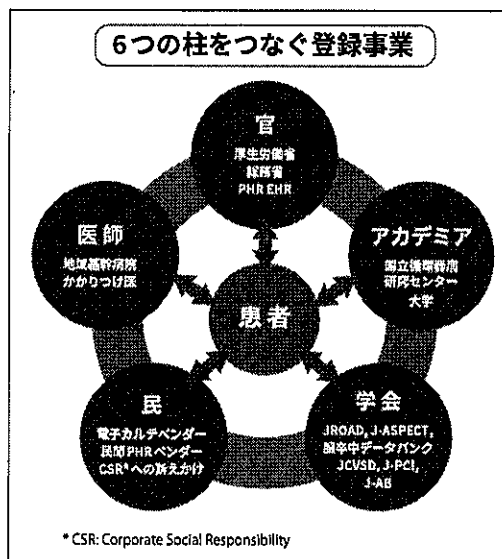 6つの柱をつなぐ登録事業
官
厚生労働省
総務省
PHR EHR
医師
地域基幹病院
かかりつけ医
アカデミア
国立循環器病
研究センター
大学
患者
民
電子カルテベンダー
民間PHRベンダー
CSR*への訴えかけ
学会
JROAD, J-ASPECT,
脳卒中データバンク
JCVSD, J-PCI,
J-AB
* CSR: Corporate Social Responsibility